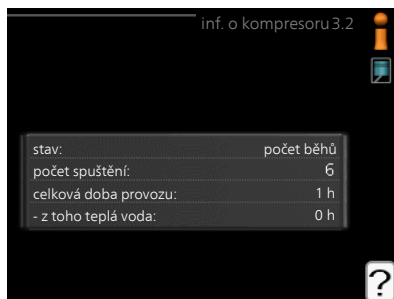 inf. o kompresoru 3.2
stav: počet běhů
počet spuštění: 6
celková doba provozu: 1 h
- z toho teplá voda: 0 h
?